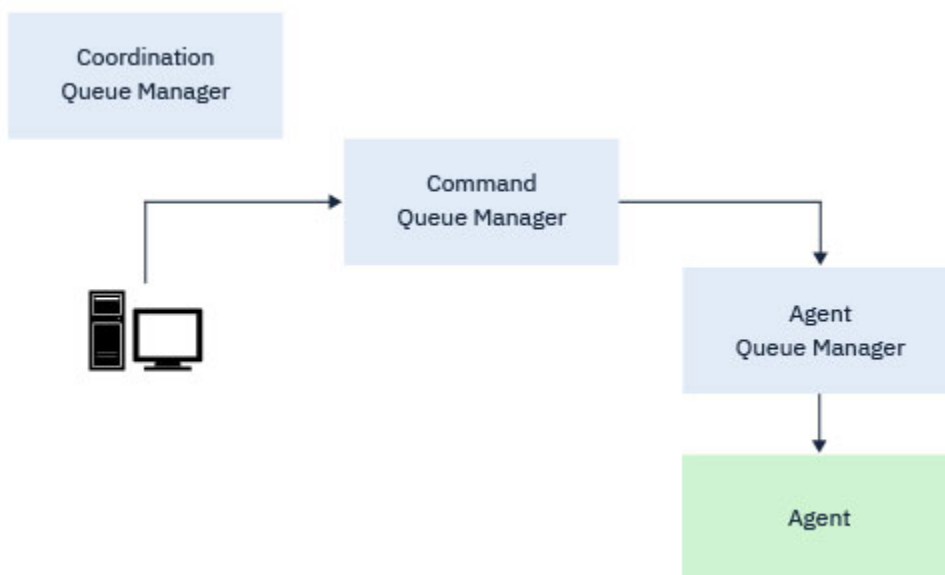 Coordination
Queue Manager
Command
Queue Manager
Agent
Queue Manager
Agent